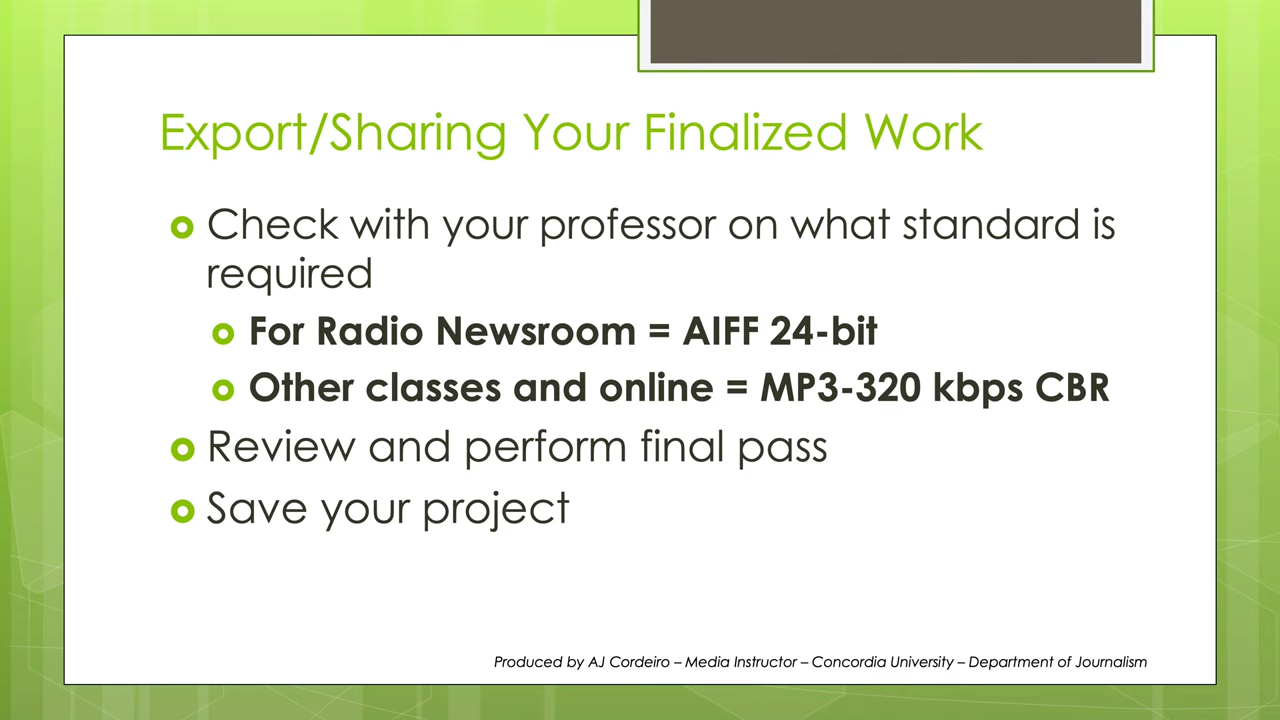 Export/Sharing Your Finalized Work
Check with your professor on what standard is
required
For Radio Newsroom = AIFF 24-bit
Other classes and online = MP3-320 kbps CBR
Review and perform final pass
Save your project
Produced by AJ Cordeiro – Media Instructor – Concordia University – Department of Journalism